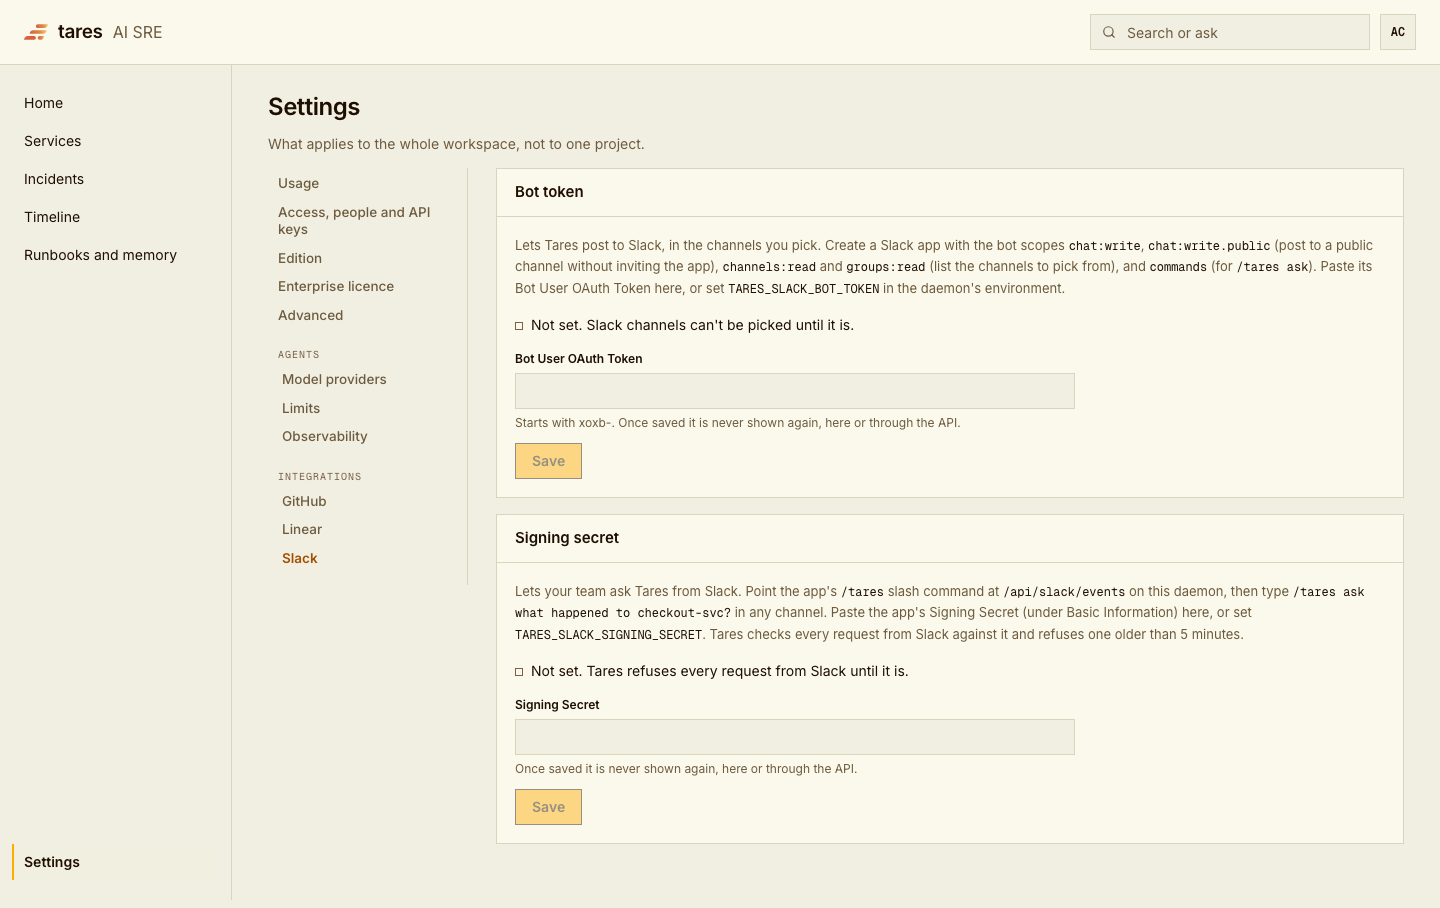 tares AI SRE
Search or ask
AC
Home
Services
Incidents
Timeline
Runbooks and memory
Settings
Settings
What applies to the whole workspace, not to one project.
Usage
Access, people and API
keys
Edition
Enterprise licence
Advanced
AGENTS
Model providers
Limits
Observability
INTEGRATIONS
GitHub
Linear
Slack
Bot token
Lets Tares post to Slack, in the channels you pick. Create a Slack app with the bot scopes chat:write, chat:write.public (post to a public
channel without inviting the app), channels:read and groups:read (list the channels to pick from), and commands (for /tares ask). Paste its
Bot User OAuth Token here, or set TARES_SLACK_BOT_TOKEN in the daemon's environment.
Not set. Slack channels can't be picked until it is.
Bot User OAuth Token
Starts with xoxb-. Once saved it is never shown again, here or through the API.
Save
Signing secret
Lets your team ask Tares from Slack. Point the app's /tares slash command at /api/slack/events on this daemon, then type /tares ask
what happened to checkout-svc? in any channel. Paste the app's Signing Secret (under Basic Information) here, or set
TARES_SLACK_SIGNING_SECRET. Tares checks every request from Slack against it and refuses one older than 5 minutes.
Not set. Tares refuses every request from Slack until it is.
Signing Secret
Once saved it is never shown again, here or through the API.
Save